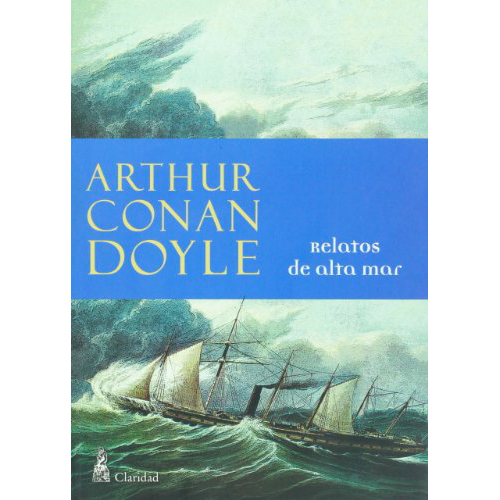 ARTHUR
CONAN
DOYLE
Relatos
de alta mar
Claridad